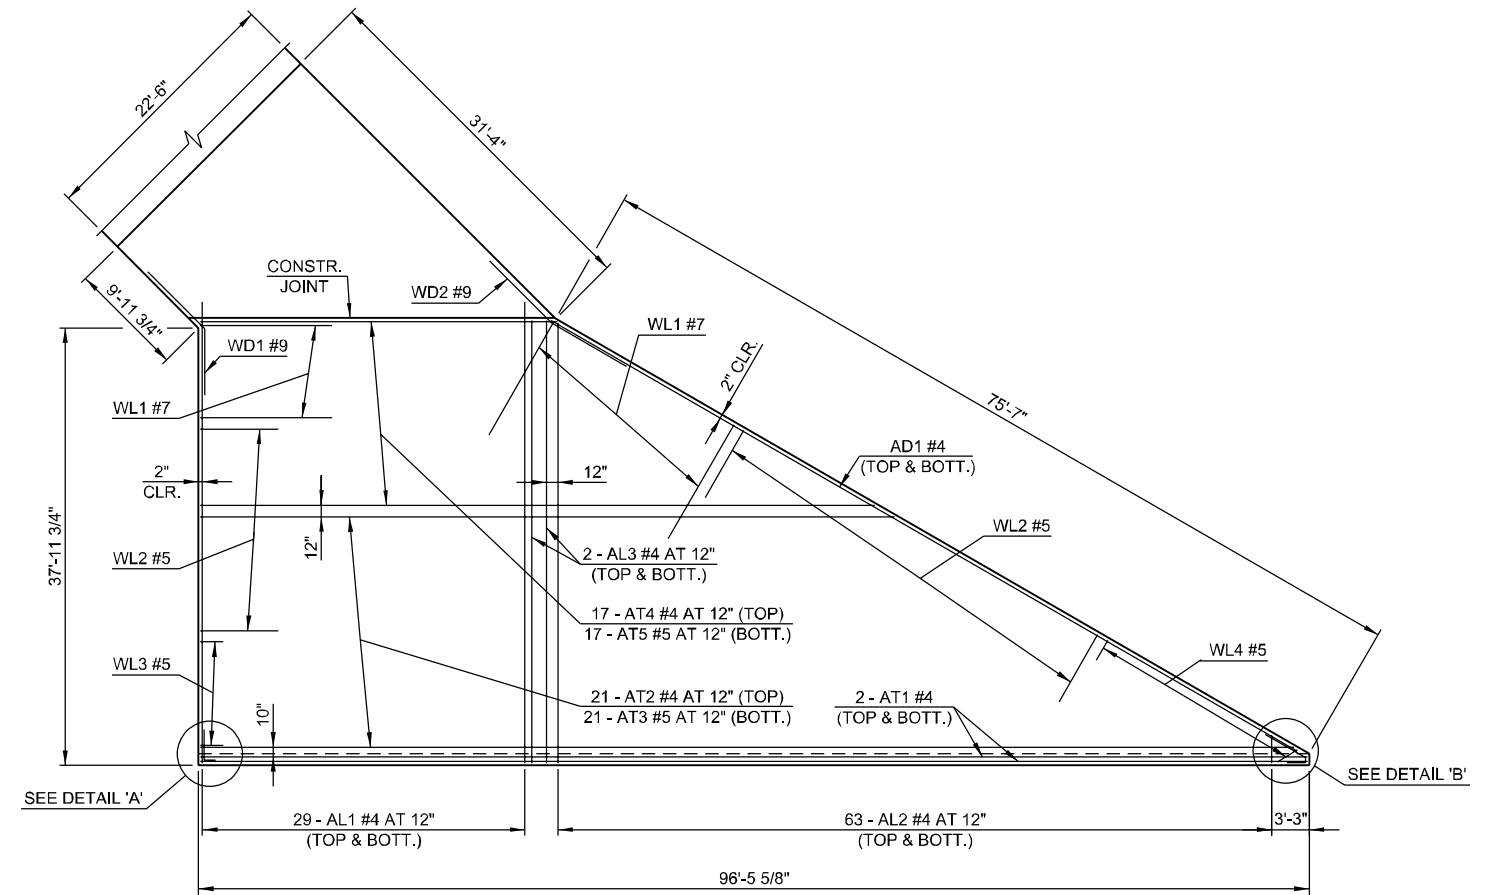 22'-6"
31'-4"
CONSTR.
JOINT
WD2 #9
9'-11 3/4"
WL1 #7
WD1 #9
2" CLR.
75'-7"
WL1 #7
AD1 #4
(TOP & BOTT.)
2"
CLR.
12"
37'-11 3/4"
WL2 #5
12"
WL2 #5
2 - AL3 #4 AT 12"
(TOP & BOTT.)
17 - AT4 #4 AT 12" (TOP)
17 - AT5 #5 AT 12" (BOTT.)
WL3 #5
WL4 #5
10"
21 - AT2 #4 AT 12" (TOP)
21 - AT3 #5 AT 12" (BOTT.)
2 - AT1 #4
(TOP & BOTT.)
SEE DETAIL 'A'
SEE DETAIL 'B'
29 - AL1 #4 AT 12"
(TOP & BOTT.)
63 - AL2 #4 AT 12"
(TOP & BOTT.)
3'-3"
96'-5 5/8"